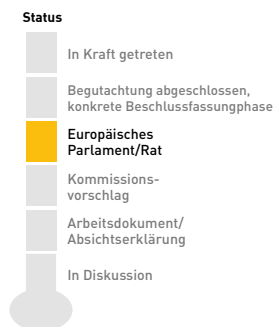 Status
In Kraft getreten
Begutachtung abgeschlossen,
konkrete Beschlussfassungphase
Europäisches
Parlament/Rat
Kommissions-
vorschlag
Arbeitsdokument/
Absichtserklärung
In Diskussion